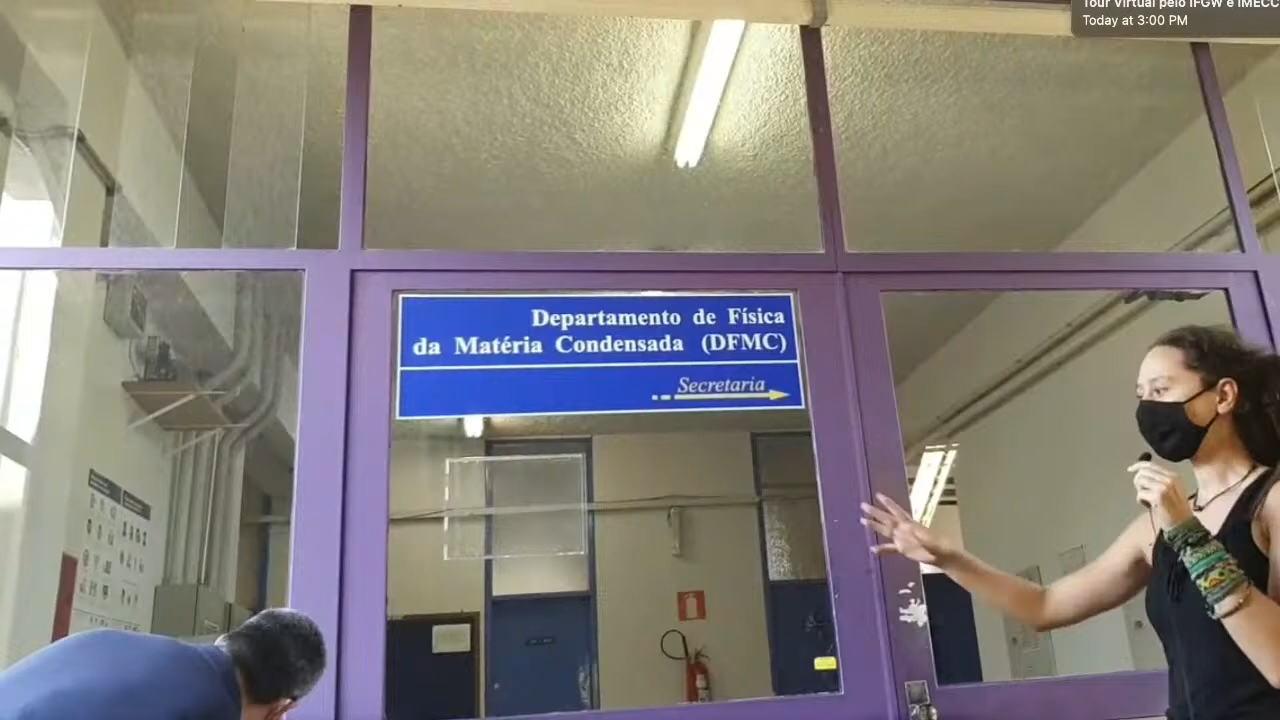 Tour Virtual pelo IFGW e IMECC
Today at 3:00 PM
Departamento de Física
da Matéria Condensada (DFMC)
Secretaria